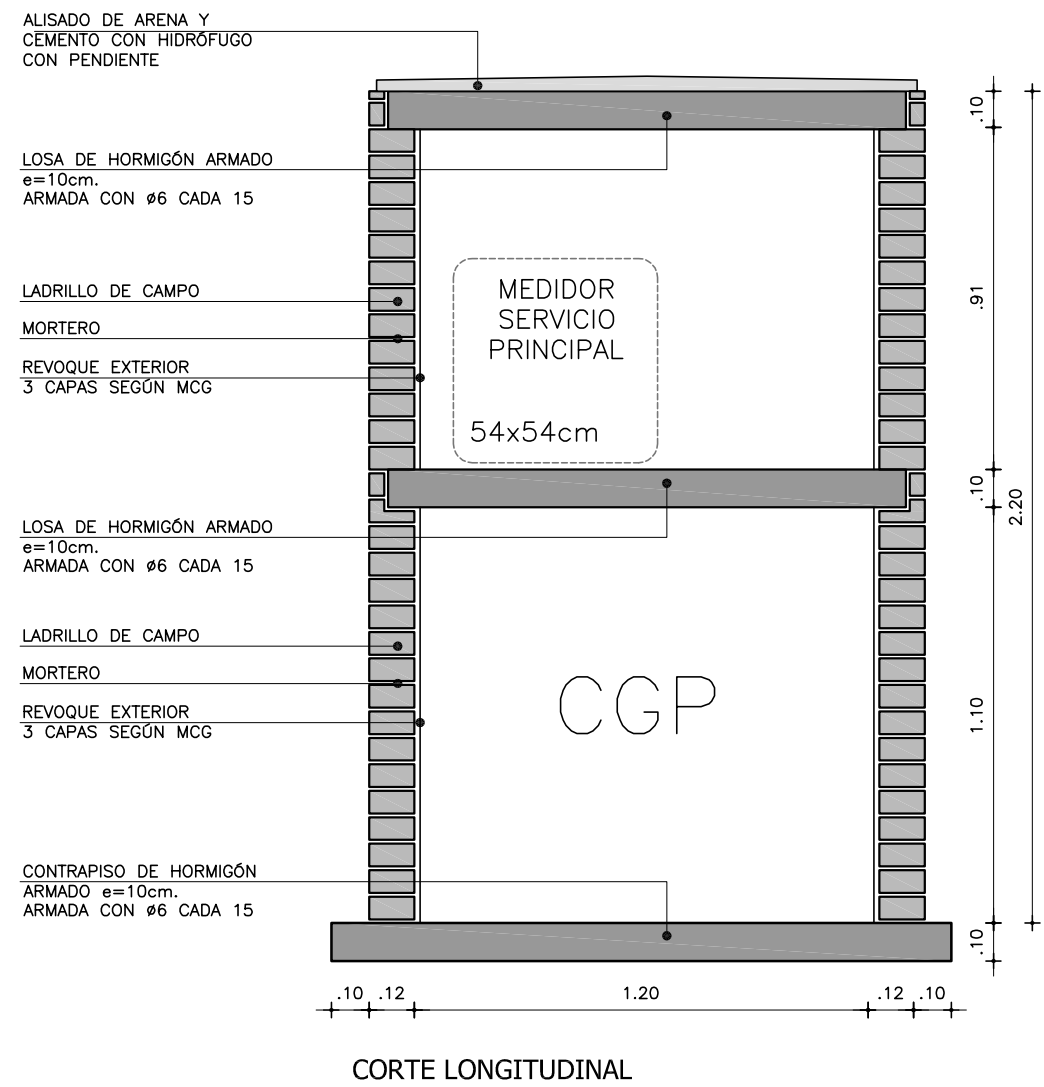 ALISADO DE ARENA Y
CEMENTO CON HIDRÓFUGO
CON PENDIENTE
LOSA DE HORMIGÓN ARMADO
e=10cm.
ARMADA CON ø6 CADA 15
LADRILLO DE CAMPO
MORTERO
REVOQUE EXTERIOR
3 CAPAS SEGÚN MCG
MEDIDOR
SERVICIO
PRINCIPAL
54x54cm
LOSA DE HORMIGÓN ARMADO
e=10cm.
ARMADA CON ø6 CADA 15
LADRILLO DE CAMPO
MORTERO
REVOQUE EXTERIOR
3 CAPAS SEGÚN MCG
CGP
CONTRAPISO DE HORMIGÓN
ARMADO e=10cm.
ARMADA CON ø6 CADA 15
.10
.91
.10
2.20
1.10
.10
.10 .12 1.20 .12 .10
CORTE LONGITUDINAL